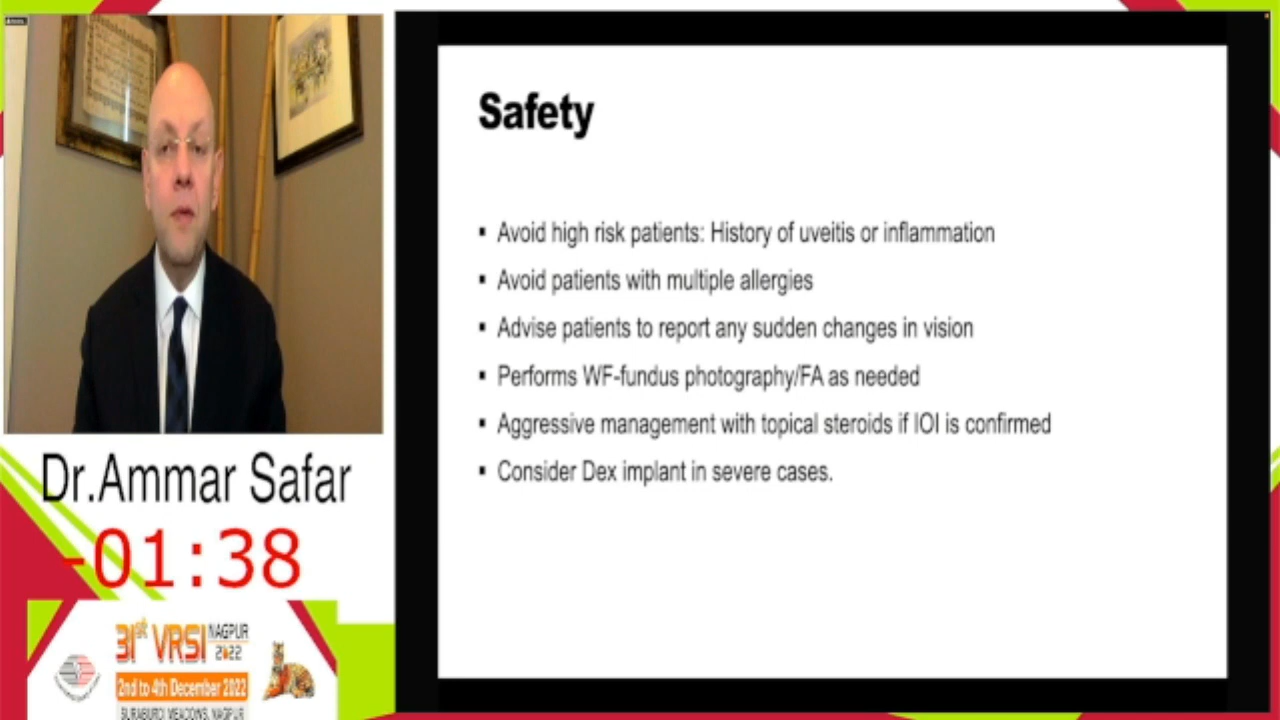 Safety
▪ Avoid high risk patients: History of uveitis or inflammation
▪ Avoid patients with multiple allergies
▪ Advise patients to report any sudden changes in vision
▪ Performs WF-fundus photography/FA as needed
▪ Aggressive management with topical steroids if IOI is confirmed
▪ Consider Dex implant in severe cases.
Dr.Ammar Safar
-01:38
31st VRSI NAGPUR
2022
2nd to 4th December 2022
SURABURDI MEADOWS, NAGPUR